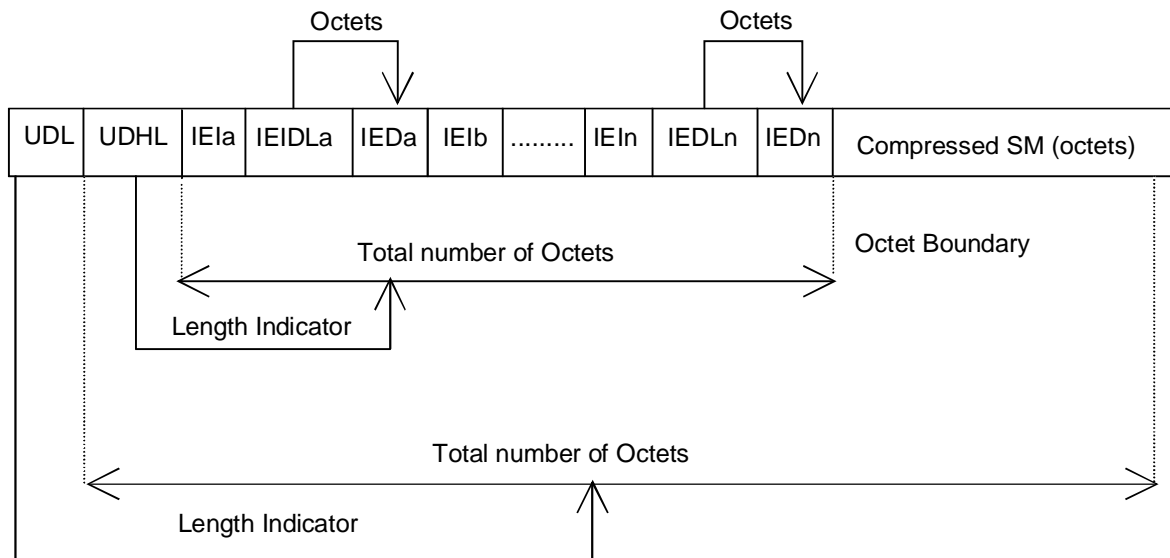 Octets Octets
UDL UDHL IEIa IEIDLa IEDa IEIb ......... IEIn IEDLn IEDn Compressed SM (octets)
Total number of Octets Octet Boundary
Length Indicator
Total number of Octets
Length Indicator